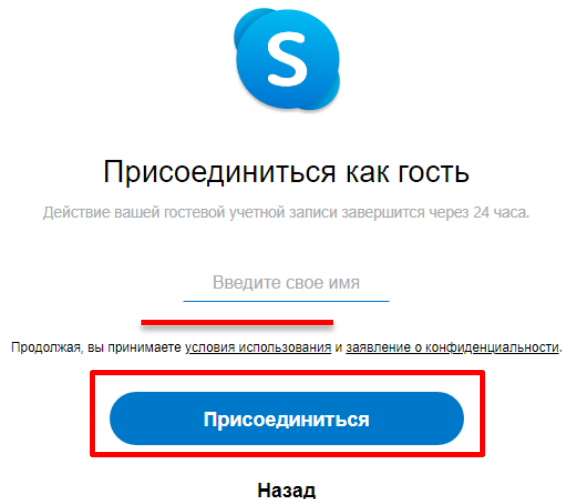 S
Присоединиться как гость
Действие вашей гостевой учетной записи завершится через 24 часа.
Введите свое имя
Продолжая, вы принимаете условия использования и заявление о конфиденциальности.
Присоединиться
Назад